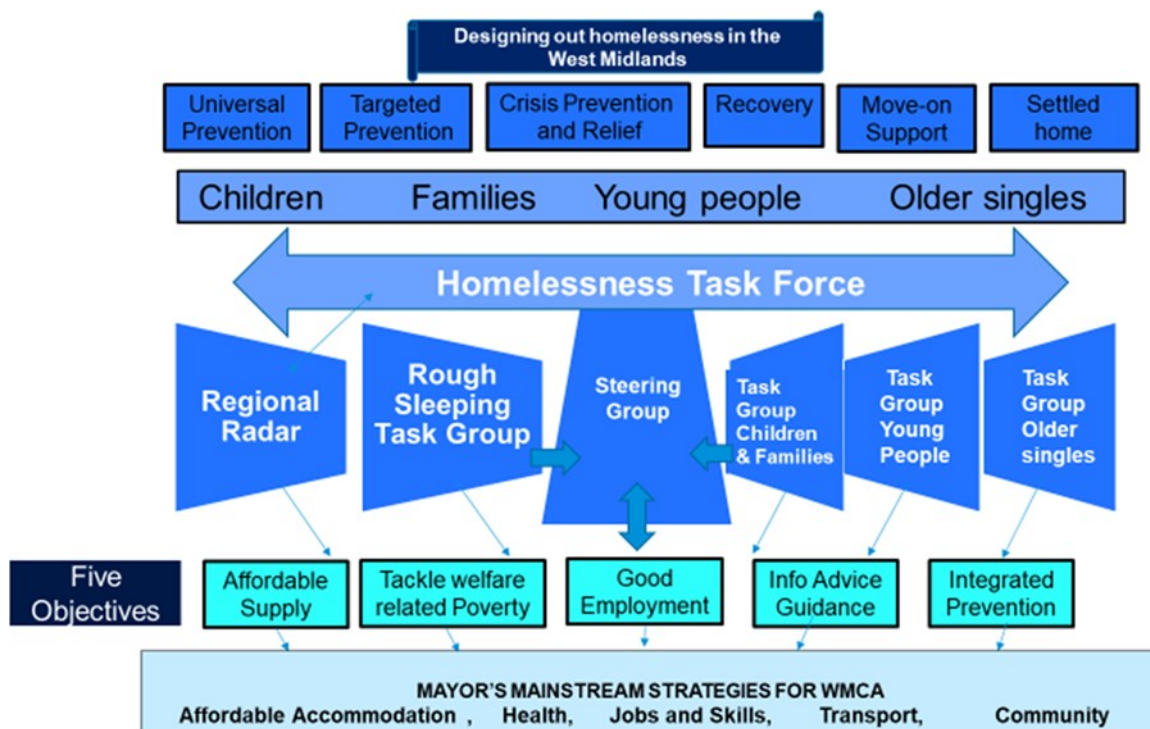 Designing out homelessness in the
West Midlands
Universal
Prevention
Targeted
Prevention
Crisis Prevention
and Relief
Recovery
Move-on
Support
Settled
home
Children Families Young people Older singles
Homelessness Task Force
Regional
Radar
Rough
Sleeping
Task Group
Steering
Group
Task
Group
Children
& Families
Task
Group
Young
People
Task
Group
Older
singles
Five
Objectives
Affordable
Supply
Tackle welfare
related Poverty
Good
Employment
Info Advice
Guidance
Integrated
Prevention
MAYOR'S MAINSTREAM STRATEGIES FOR WMCA
Affordable Accommodation , Health, Jobs and Skills, Transport, Community